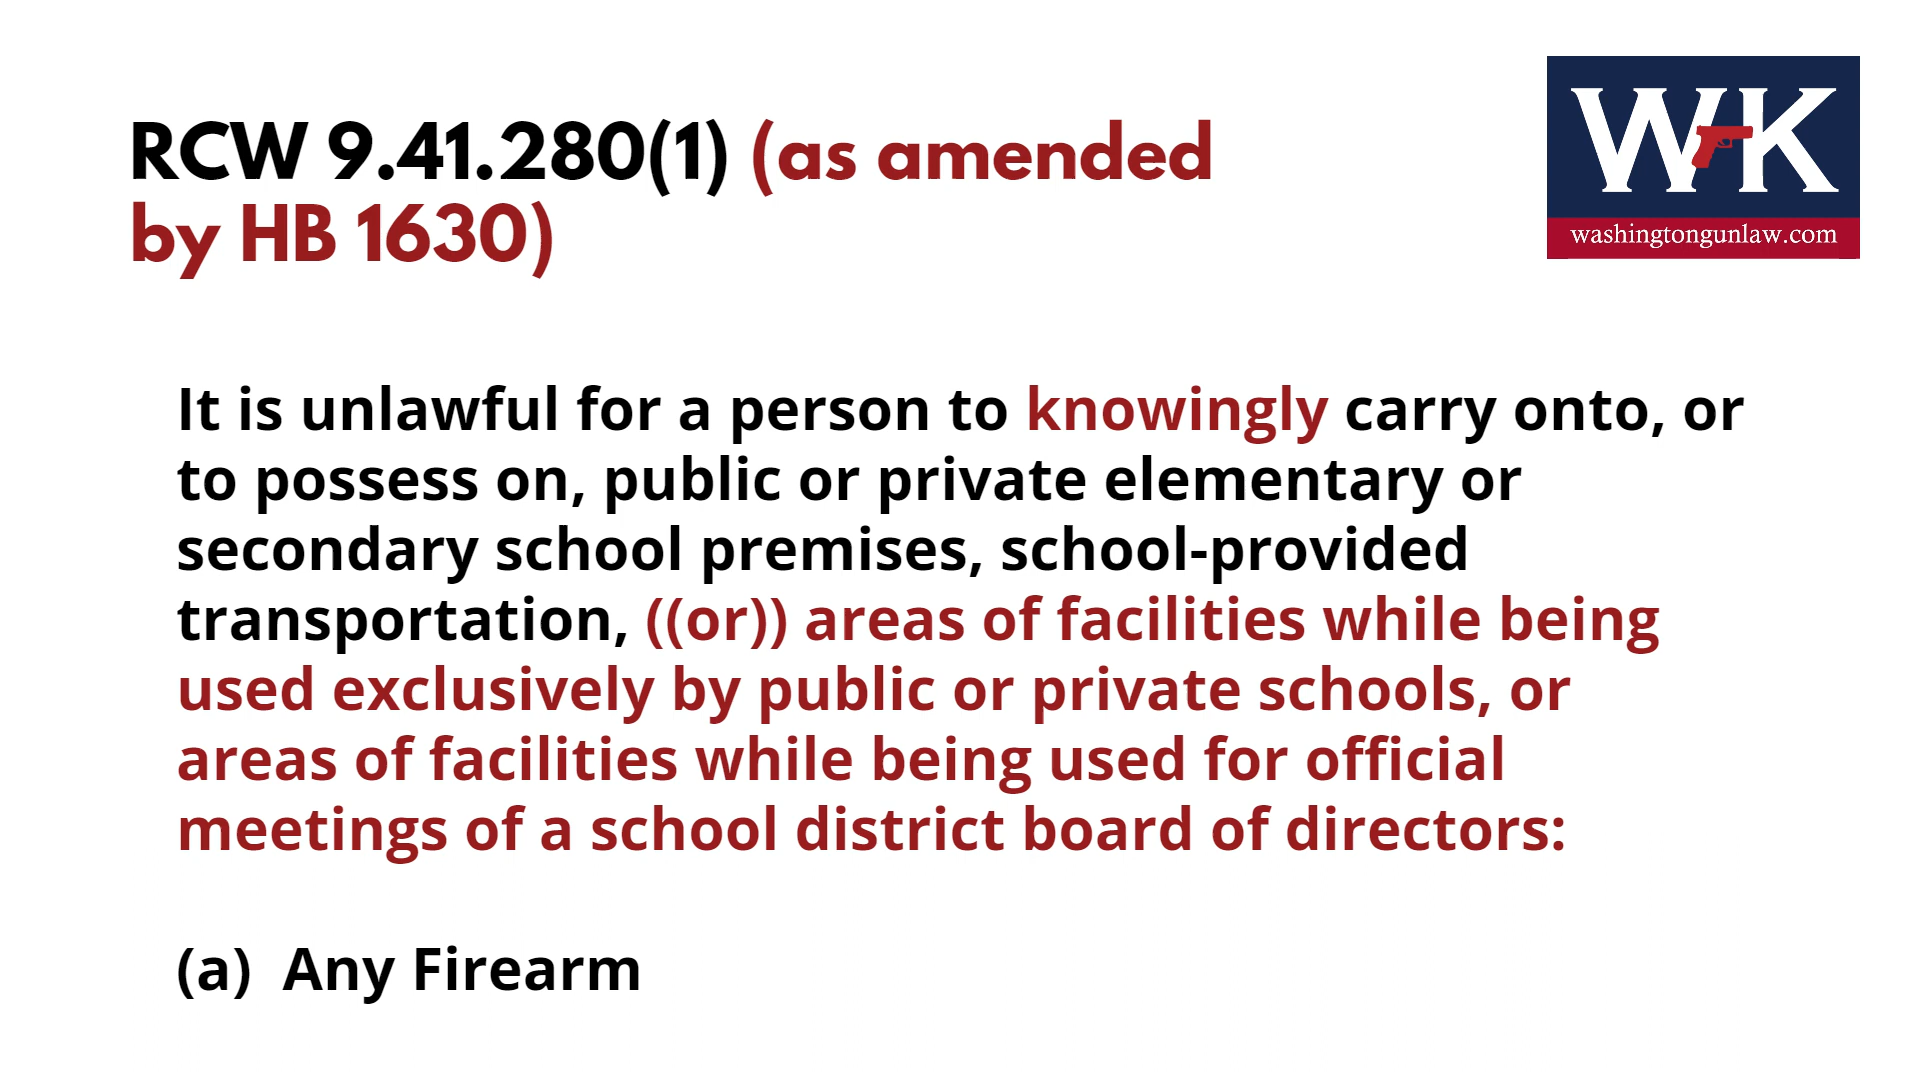 RCW 9.41.280(1) (as amended
by HB 1630)
WK
washingtongunlaw.com
It is unlawful for a person to knowingly carry onto, or
to possess on, public or private elementary or
secondary school premises, school-provided
transportation, ((or)) areas of facilities while being
used exclusively by public or private schools, or
areas of facilities while being used for official
meetings of a school district board of directors:
(a) Any Firearm